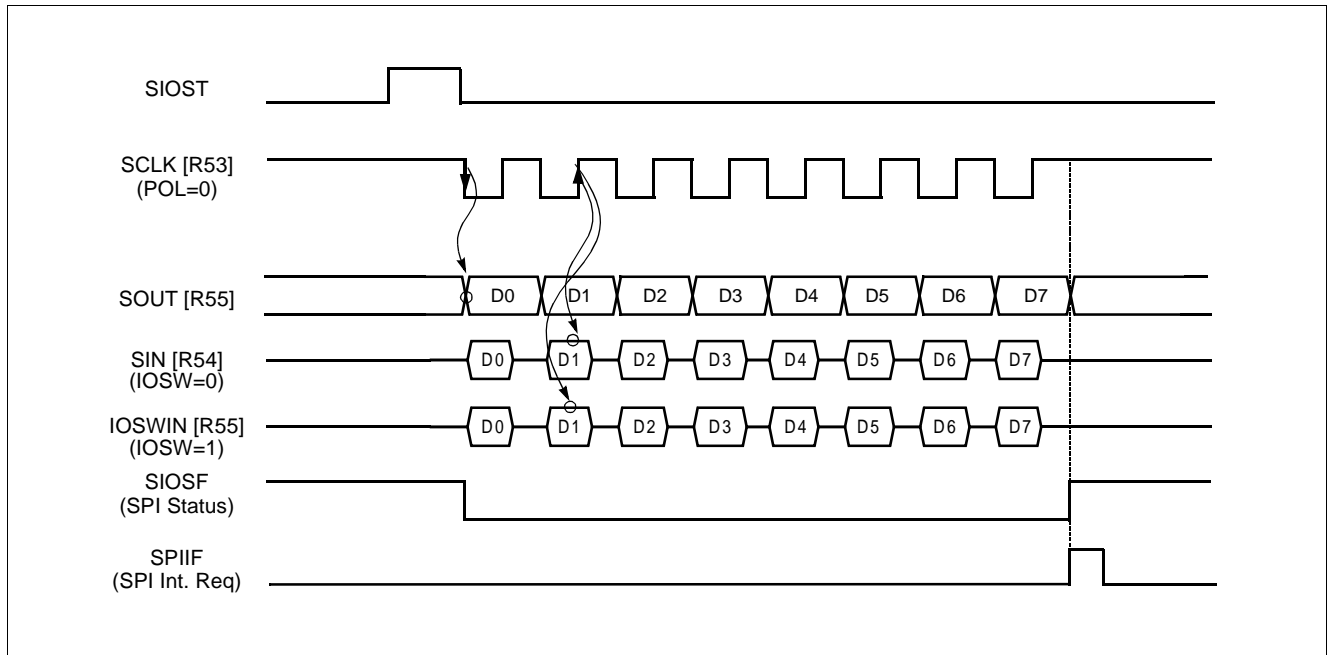 SIOST
SCLK [R53]
(POL=0)
SOUT [R55]
D0 D1 D2 D3 D4 D5 D6 D7
SIN [R54]
(IOSW=0)
D0 D1 D2 D3 D4 D5 D6 D7
IOSWIN [R55]
(IOSW=1)
D0 D1 D2 D3 D4 D5 D6 D7
SIOSF
(SPI Status)
SPIIF
(SPI Int. Req)